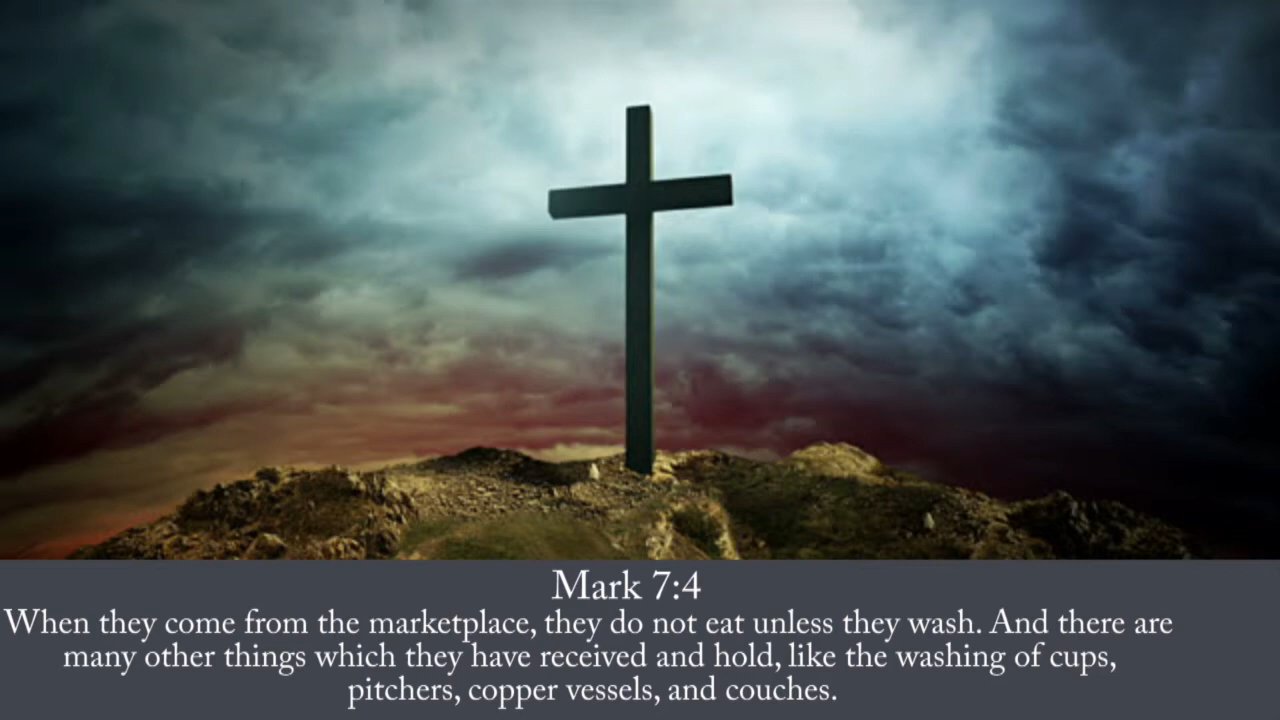 Mark 7:4
When they come from the marketplace, they do not eat unless they wash. And there are
many other things which they have received and hold, like the washing of cups,
pitchers, copper vessels, and couches.